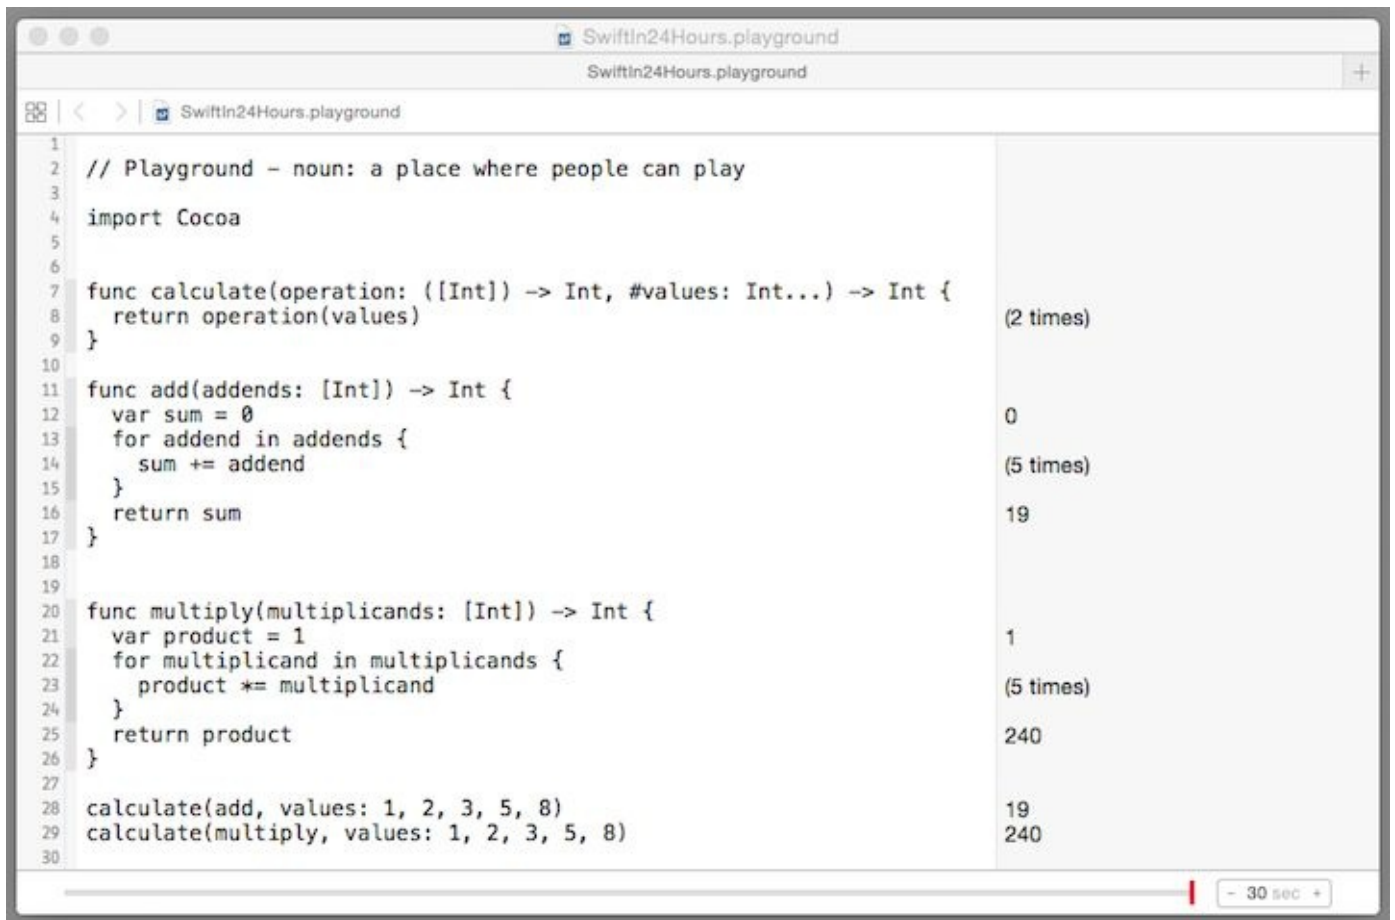 SwiftIn24Hours.playground
SwiftIn24Hours.playground +
SwiftIn24Hours.playground
1
2 // Playground – noun: a place where people can play
3
4 import Cocoa
5
6
7 func calculate(operation: ([Int]) -> Int, #values: Int...) -> Int {
8 return operation(values) (2 times)
9 }
10
11 func add(addends: [Int]) -> Int {
12 var sum = 0 0
13 for addend in addends {
14 sum += addend (5 times)
15 }
16 return sum 19
17 }
18
19
20 func multiply(multiplicands: [Int]) -> Int {
21 var product = 1 1
22 for multiplicand in multiplicands {
23 product *= multiplicand (5 times)
24 }
25 return product 240
26 }
27
28 calculate(add, values: 1, 2, 3, 5, 8) 19
29 calculate(multiply, values: 1, 2, 3, 5, 8) 240
30
- 30 sec +